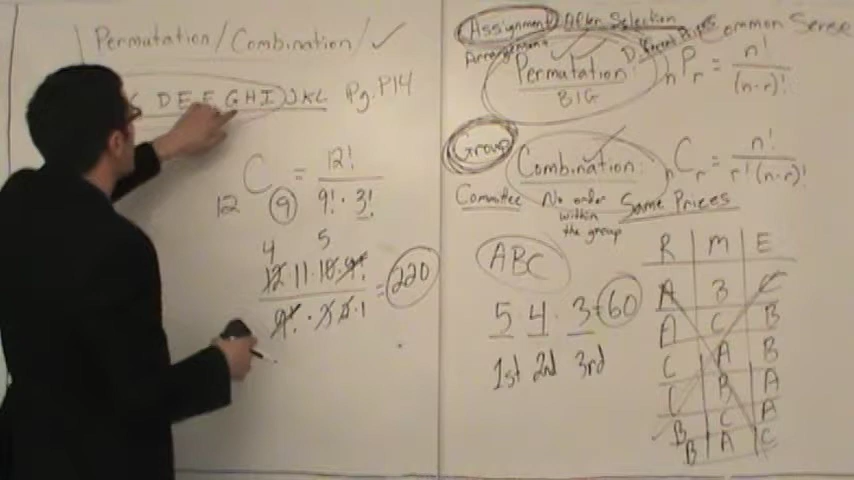 Permutation/Combination/✓
C D E F G H I J K L Pg. P14
12 C 9 = 12! / 9! · 3!
4 5
12·11·10·9! / 9! · 3·2·1 = 220
Assignment After Selection
Arrangement Different Prizes Common Sense
Permutation: nPr = n! / (n-r)!
BIG
Group
Combination: nCr = n! / r!(n-r)!
Committee No order within the group Same Prizes
ABC
5 4 · 3 = 60
1st 2nd 3rd
R M E
A B C
A C B
C A B
C B A
B C A
B A C